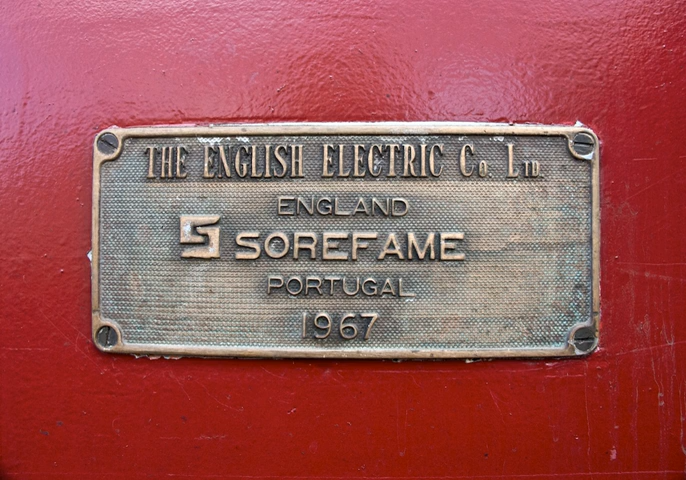 THE ENGLISH ELECTRIC Co. LTD.
ENGLAND
SOREFAME
PORTUGAL
1967